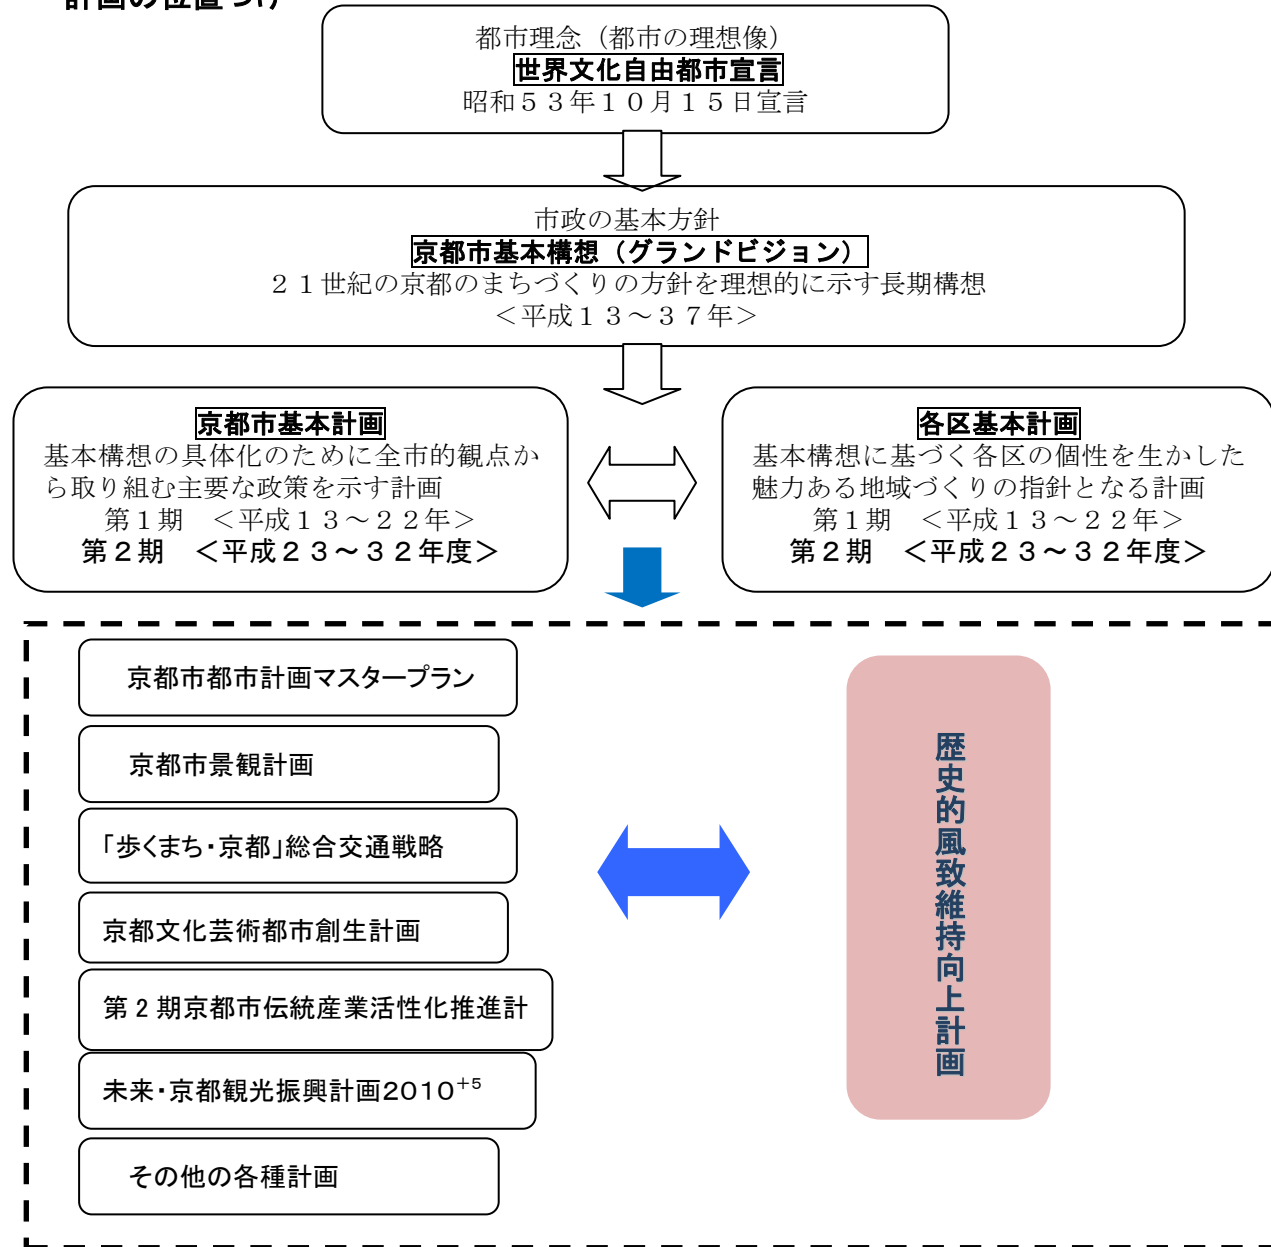 計画の位置づけ
都市理念（都市の理想像）
世界文化自由都市宣言
昭和５３年１０月１５日宣言
市政の基本方針
京都市基本構想（グランドビジョン）
２１世紀の京都のまちづくりの方針を理想的に示す長期構想
＜平成１３～３７年＞
京都市基本計画
基本構想の具体化のために全市的観点か
ら取り組む主要な政策を示す計画
第１期　＜平成１３～２２年＞
第２期　＜平成２３～３２年度＞
各区基本計画
基本構想に基づく各区の個性を生かした
魅力ある地域づくりの指針となる計画
第１期　＜平成１３～２２年＞
第２期　＜平成２３～３２年度＞
京都市都市計画マスタープラン
京都市景観計画
「歩くまち・京都」総合交通戦略
京都文化芸術都市創生計画
第２期京都市伝統産業活性化推進計
未来・京都観光振興計画２０１０⁺⁵
その他の各種計画
歴史的風致維持向上計画